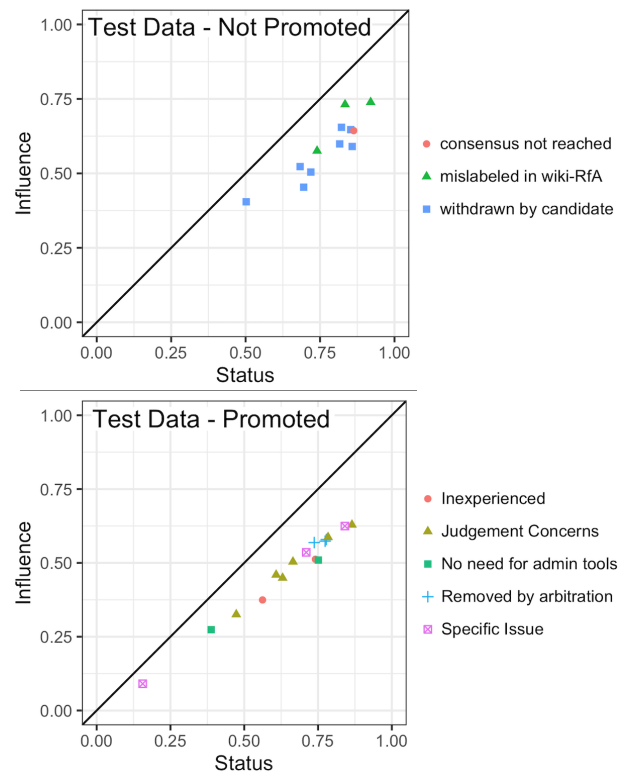 Test Data - Not Promoted
1.00
0.75
0.50
0.25
0.00
Influence
0.00 0.25 0.50 0.75 1.00
Status
consensus not reached
mislabeled in wiki-RfA
withdrawn by candidate
Test Data - Promoted
1.00
0.75
0.50
0.25
0.00
Influence
0.00 0.25 0.50 0.75 1.00
Status
Inexperienced
Judgement Concerns
No need for admin tools
Removed by arbitration
Specific Issue